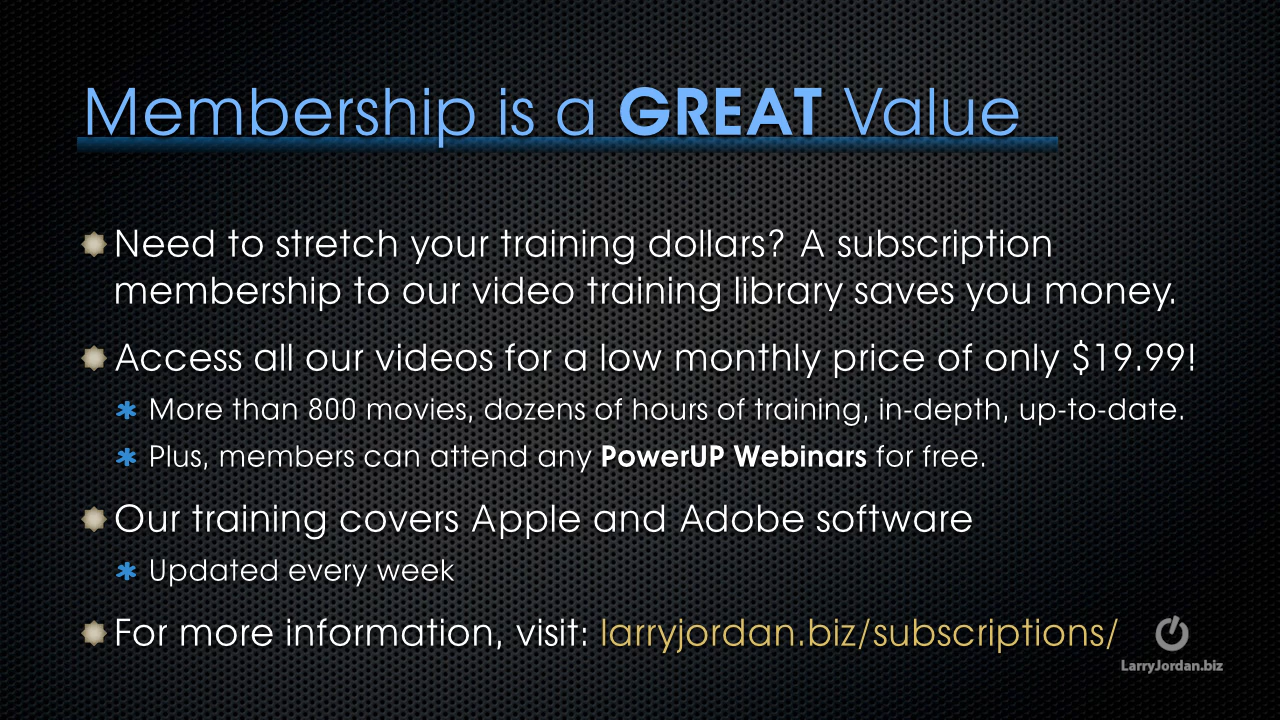 Membership is a GREAT Value
Need to stretch your training dollars? A subscription
membership to our video training library saves you money.
Access all our videos for a low monthly price of only $19.99!
More than 800 movies, dozens of hours of training, in-depth, up-to-date.
Plus, members can attend any PowerUP Webinars for free.
Our training covers Apple and Adobe software
Updated every week
For more information, visit: larryjordan.biz/subscriptions/
LarryJordan.biz